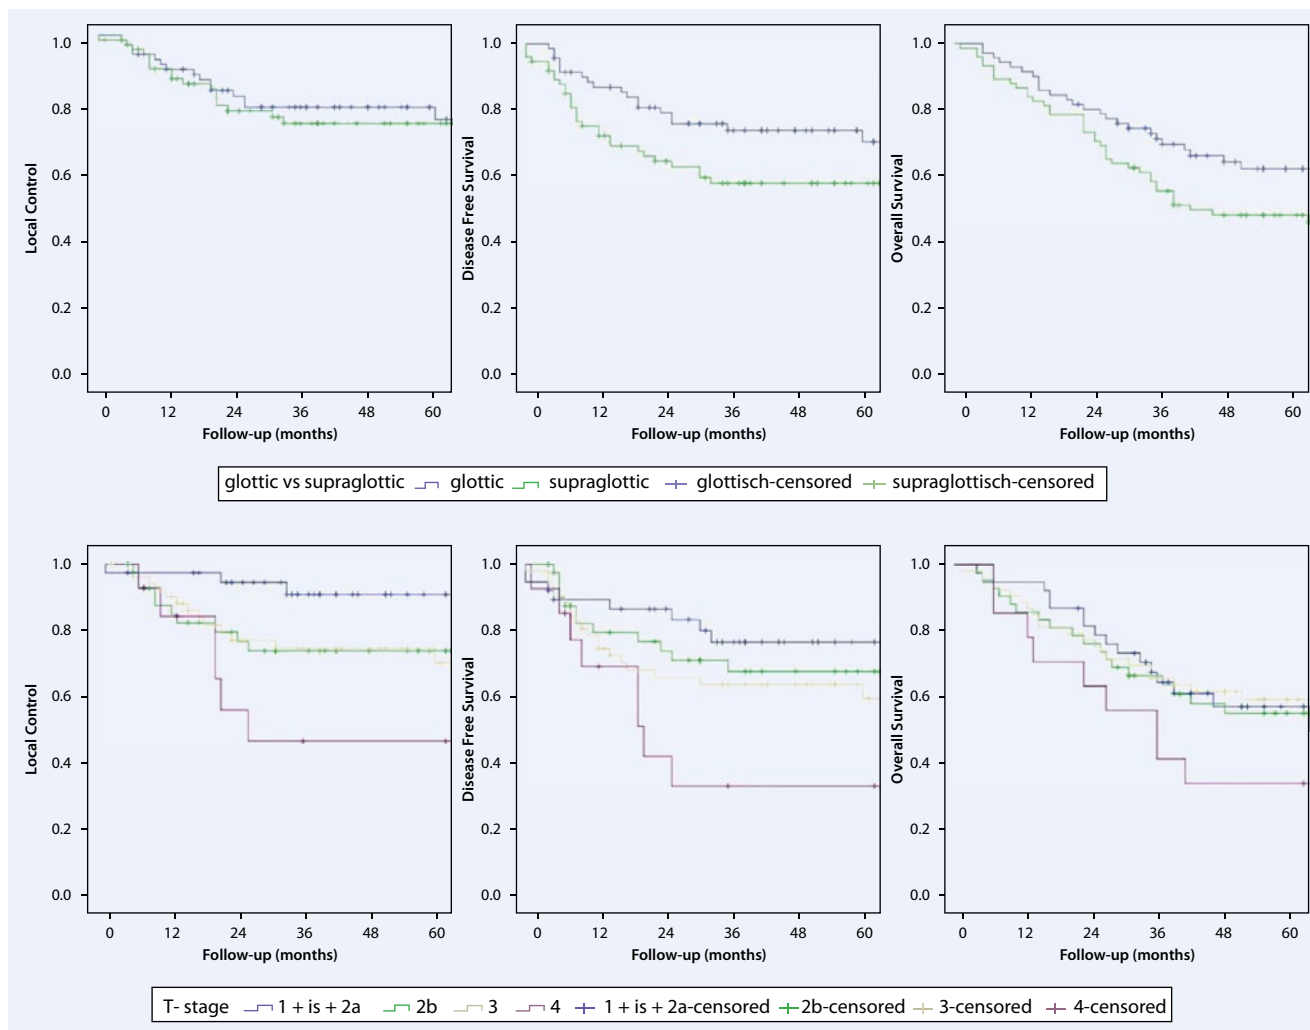 Local Control
1.0
0.8
0.6
0.4
0.2
0.0
0 12 24 36 48 60
Follow-up (months)
Disease Free Survival
1.0
0.8
0.6
0.4
0.2
0.0
0 12 24 36 48 60
Follow-up (months)
Overall Survival
1.0
0.8
0.6
0.4
0.2
0.0
0 12 24 36 48 60
Follow-up (months)
glottic vs supraglottic glottic supraglottic glottisch-censored supraglottisch-censored
Local Control
1.0
0.8
0.6
0.4
0.2
0.0
0 12 24 36 48 60
Follow-up (months)
Disease Free Survival
1.0
0.8
0.6
0.4
0.2
0.0
0 12 24 36 48 60
Follow-up (months)
Overall Survival
1.0
0.8
0.6
0.4
0.2
0.0
0 12 24 36 48 60
Follow-up (months)
T- stage 1 + is + 2a 2b 3 4 1 + is + 2a-censored 2b-censored 3-censored 4-censored